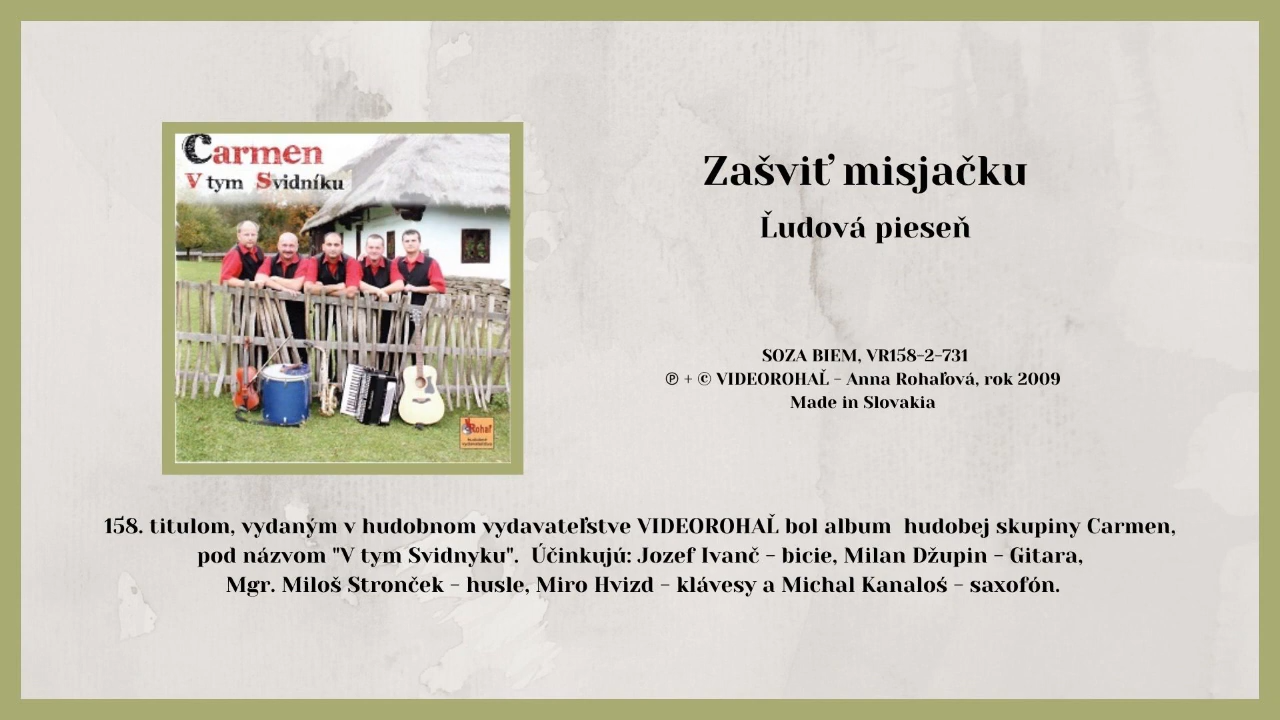 Carmen
V tym Svidníku
Rohaľ
Zašviť misjačku
Ľudová pieseň
SOZA BIEM, VR158-2-731
℗ + © VIDEOROHAĽ - Anna Rohaľová, rok 2009
Made in Slovakia
158. titulom, vydaným v hudobnom vydavateľstve VIDEOROHAĽ bol album hudobej skupiny Carmen,
pod názvom "V tym Svidnyku". Účinkujú: Jozef Ivanč - bicie, Milan Džupin - Gitara,
Mgr. Miloš Stronček - husle, Miro Hvizd - klávesy a Michal Kanaloś - saxofón.